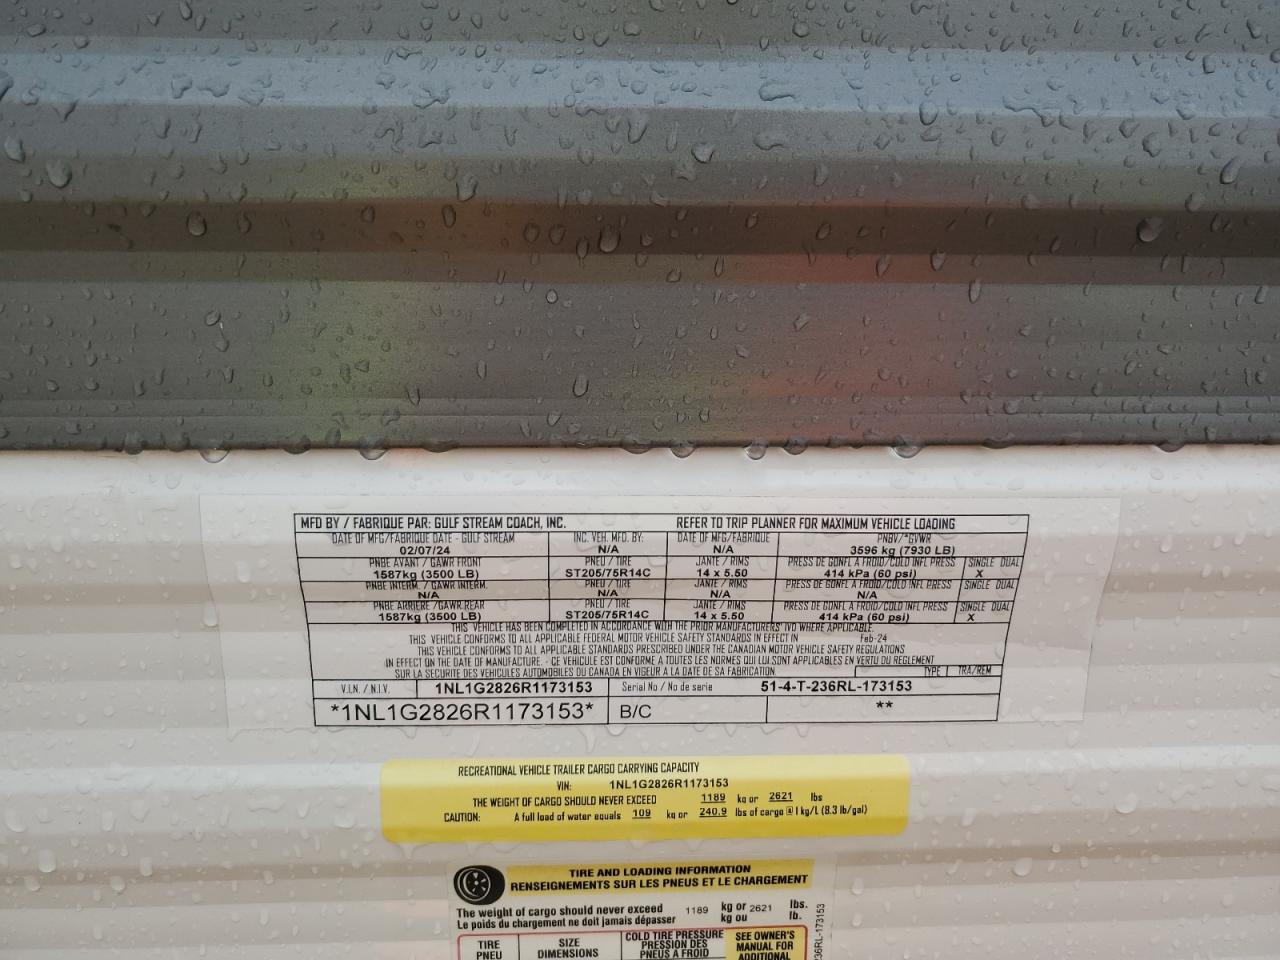 MFD BY / FABRIQUE PAR: GULF STREAM COACH, INC. REFER TO TRIP PLANNER FOR MAXIMUM VEHICLE LOADING
DATE OF MFG/FABRIQUE DATE - GULF STREAM INC. VEH. MFD. BY: DATE OF MFG/FABRIQUE PNBV/*GVWR
02/07/24 N/A N/A 3596 kg (7930 LB)
PNBE AVANT / GAWR FRONT PNEU / TIRE JANTE / RIMS PRESS DE GONFL A FROID/COLD INFL PRESS SINGLE DUAL
1587kg (3500 LB) ST205/75R14C 14 x 5.50 414 kPa (60 psi) X
PNBE INTERM. / GAWR INTERM. PNEU / TIRE JANTE / RIMS PRESS DE GONFL A FROID/COLD INFL PRESS SINGLE DUAL
N/A N/A N/A N/A
PNBE ARRIERE /GAWR REAR PNEU / TIRE JANTE / RIMS PRESS DE GONFL A FROID/COLD INFL PRESS SINGLE DUAL
1587kg (3500 LB) ST205/75R14C 14 x 5.50 414 kPa (60 psi) X
THIS VEHICLE HAS BEEN COMPLETED IN ACCORDANCE WITH THE PRIOR MANUFACTURERS' IVD WHERE APPLICABLE.
THIS VEHICLE CONFORMS TO ALL APPLICABLE FEDERAL MOTOR VEHICLE SAFETY STANDARDS IN EFFECT IN feb-24
THIS VEHICLE CONFORMS TO ALL APPLICABLE STANDARDS PRESCRIBED UNDER THE CANADIAN MOTOR VEHICLE SAFETY REGULATIONS
IN EFFECT ON THE DATE OF MANUFACTURE. - CE VEHICULE EST CONFORME A TOUTES LES NORMES QUI LUI SONT APPLICABLES EN VERTU DU REGLEMENT
SUR LA SECURITE DES VEHICULES AUTOMOBILES DU CANADA EN VIGEUR A LA DATE DE SA FABRICATION. TYPE TRA/REM
V.I.N. / N.I.V. 1NL1G2826R1173153 Serial No / No de serie 51-4-T-236RL-173153
*1NL1G2826R1173153* B/C **
RECREATIONAL VEHICLE TRAILER CARGO CARRYING CAPACITY
VIN: 1NL1G2826R1173153
THE WEIGHT OF CARGO SHOULD NEVER EXCEED 1189 kg or 2621 lbs
CAUTION: A full load of water equals 109 kg or 240.9 lbs of cargo @ 1 kg/L (8.3 lb/gal)
TIRE AND LOADING INFORMATION
RENSEIGNEMENTS SUR LES PNEUS ET LE CHARGEMENT
The weight of cargo should never exceed 1189 kg or 2621 lbs.
Le poids du chargement ne doit jamais dépasser kg ou lb.
TIRE SIZE COLD TIRE PRESSURE SEE OWNER'S
PNEU DIMENSIONS PRESSION DES MANUAL FOR
PNEUS A FROID ADDITIONAL
236RL-173153